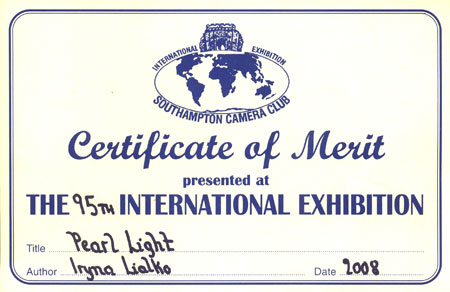 INTERNATIONAL EXHIBITION
SOUTHAMPTON CAMERA CLUB
Certificate of Merit
presented at
THE 95TH INTERNATIONAL EXHIBITION
Title Pearl Light
Author Iryna Lialko Date 2008